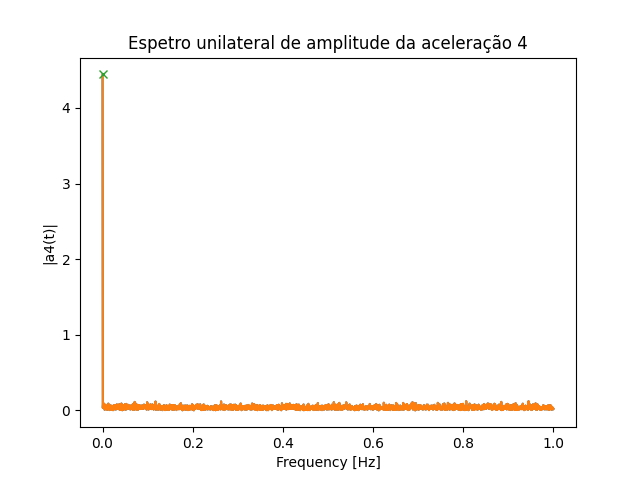 Espetro unilateral de amplitude da aceleração 4
|a4(t)|
4
3
2
1
0
0.0 0.2 0.4 0.6 0.8 1.0
Frequency [Hz]